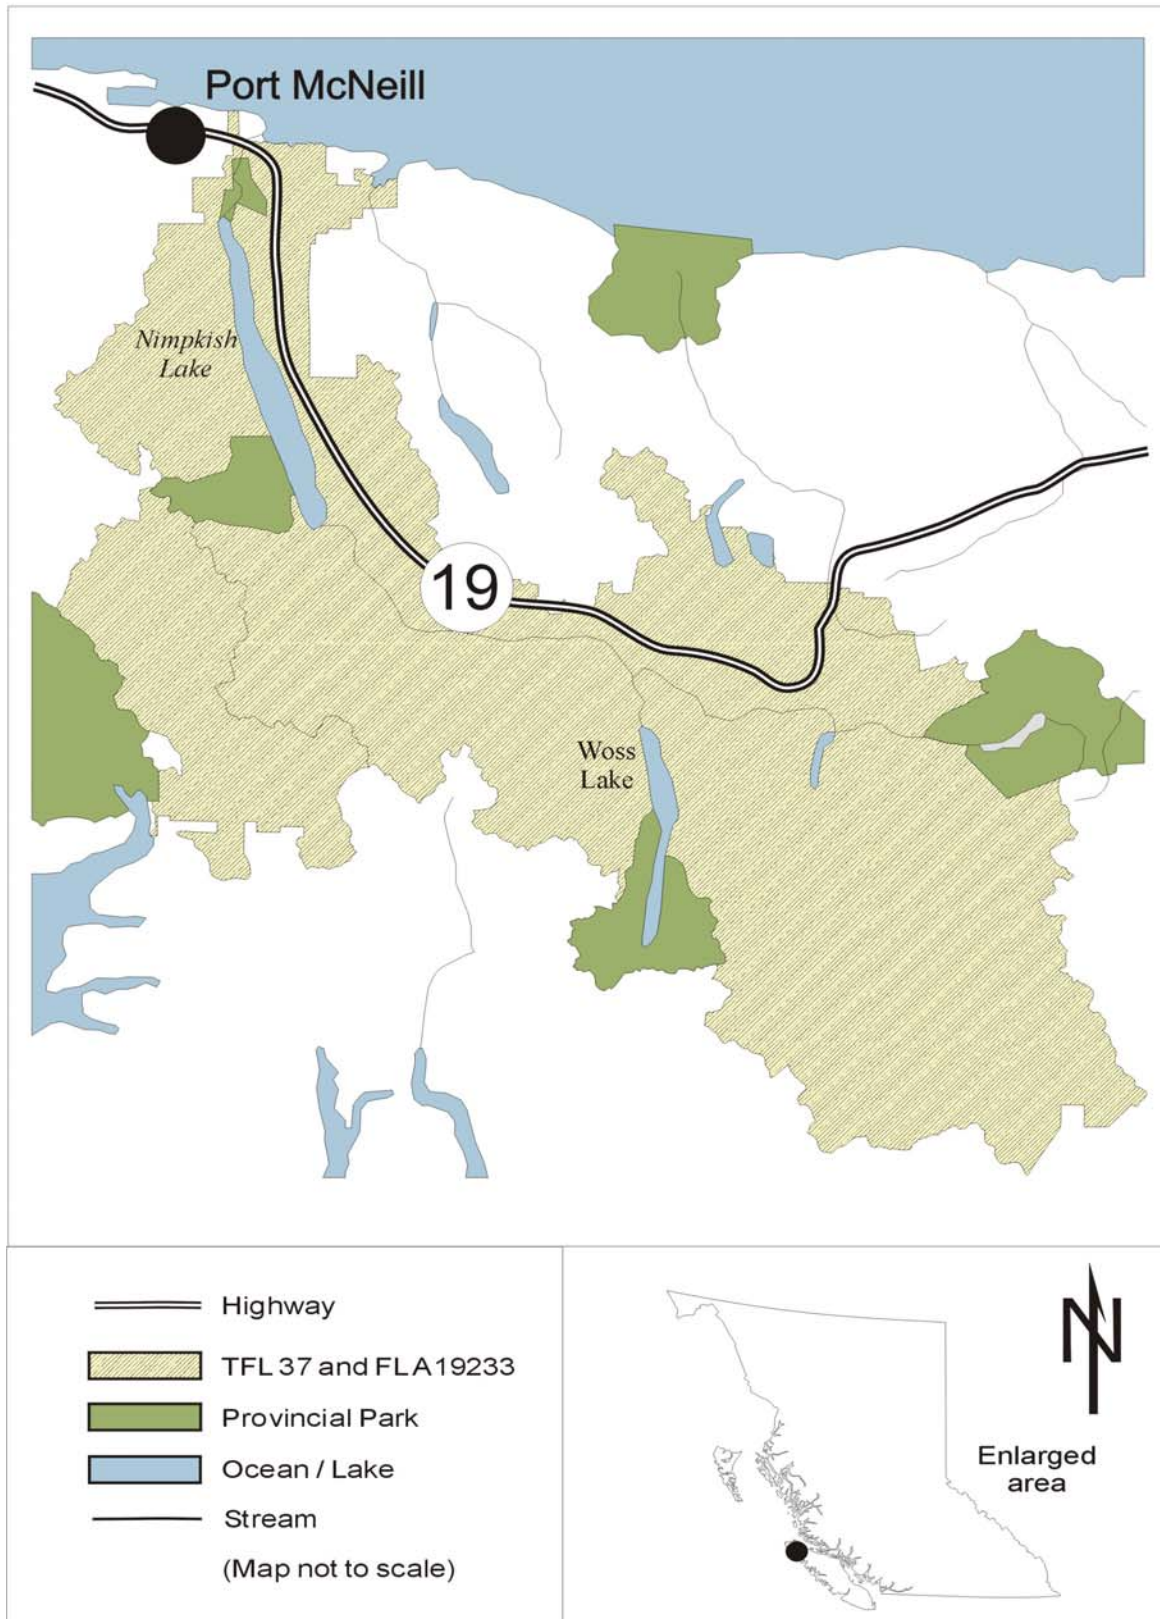 Port McNeill
Nimpkish
Lake
19
Woss
Lake
Highway
TFL 37 and FLA19233
Provincial Park
Ocean / Lake
Stream
(Map not to scale)
N
Enlarged
area